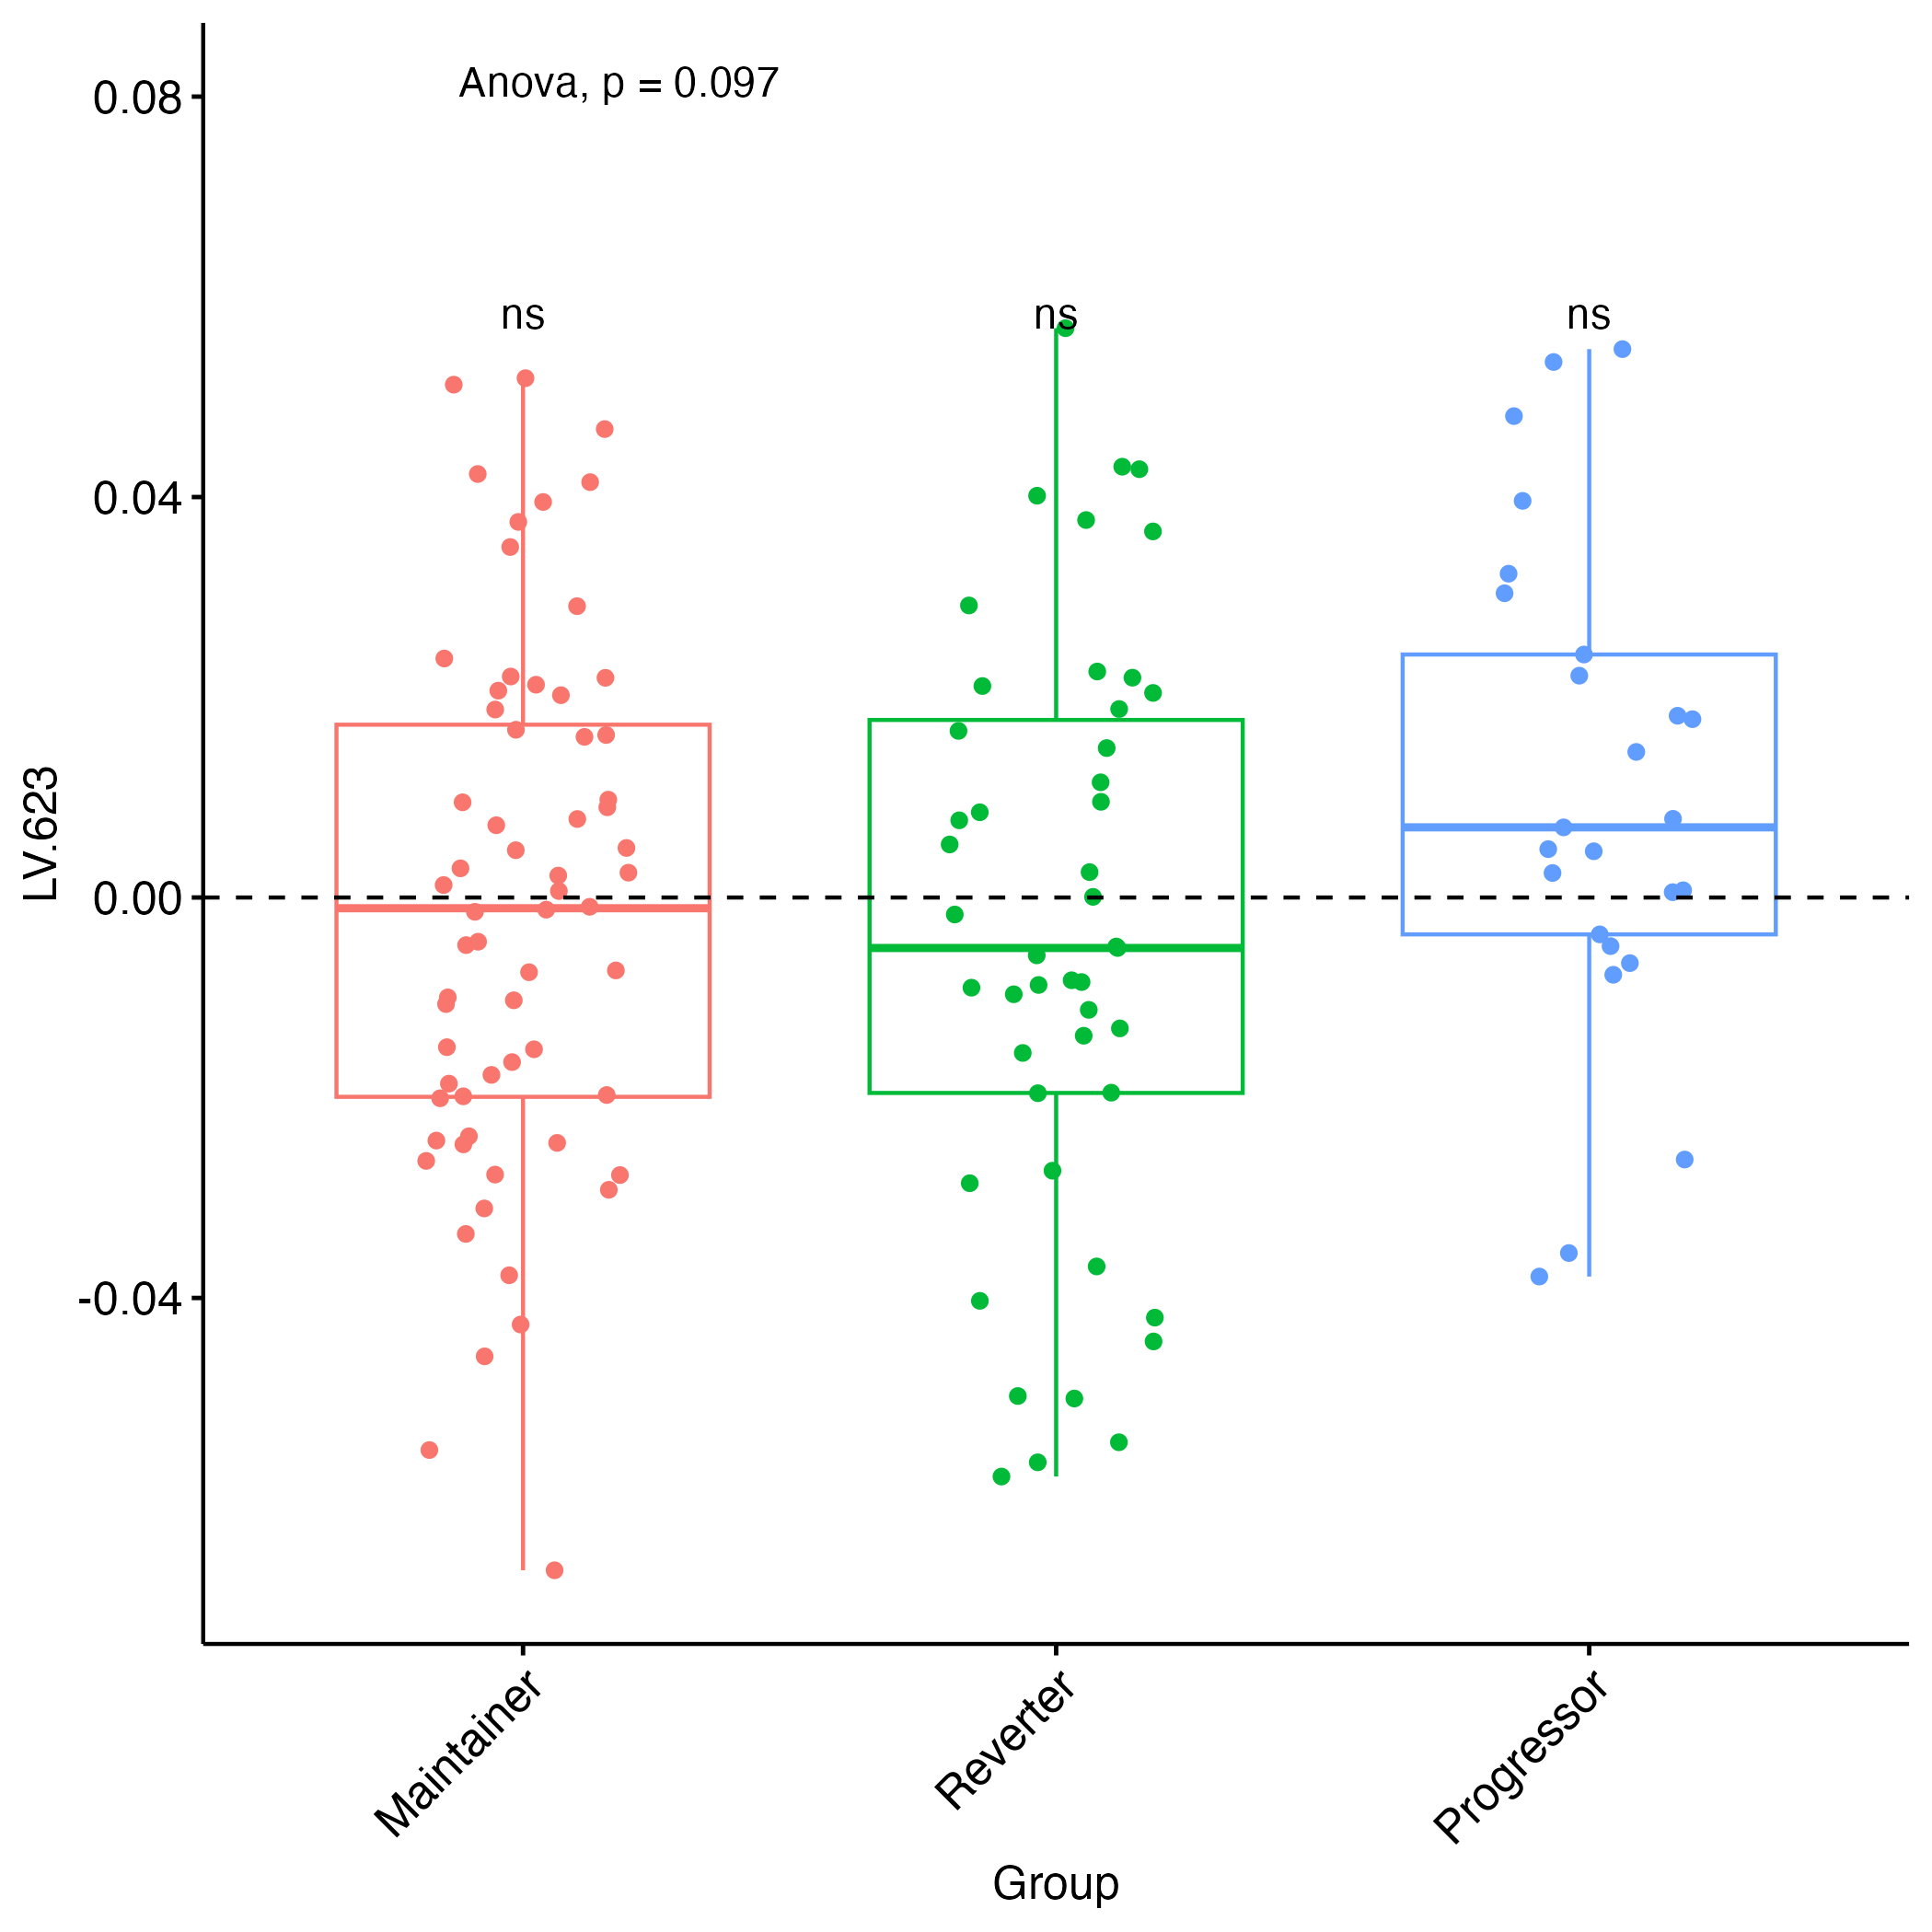 Anova, p = 0.097
0.08
ns
ns
ns
0.04
LV.623
0.00
-0.04
Maintainer
Reverter
Progressor
Group